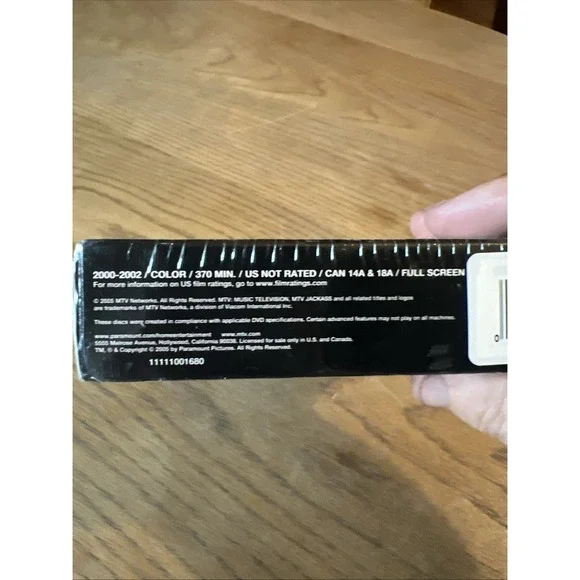 2000-2002 / COLOR / 370 MIN. / US NOT RATED / CAN 14A & 18A / FULL SCREEN
For more information on US film ratings, go to www.filmratings.com
© 2005 MTV Networks. All Rights Reserved. MTV: MUSIC TELEVISION, MTV JACKASS and all related titles and logos
are trademarks of MTV Networks, a division of Viacom International Inc.
These discs were created in compliance with applicable DVD specifications. Certain advanced features may not play on all machines.
www.paramount.com/homeentertainment www.mtv.com
5555 Melrose Avenue, Hollywood, California 90038. Licensed for sale only in U.S. and Canada.
TM, ® & Copyright © 2005 by Paramount Pictures. All Rights Reserved.
11111001680
0